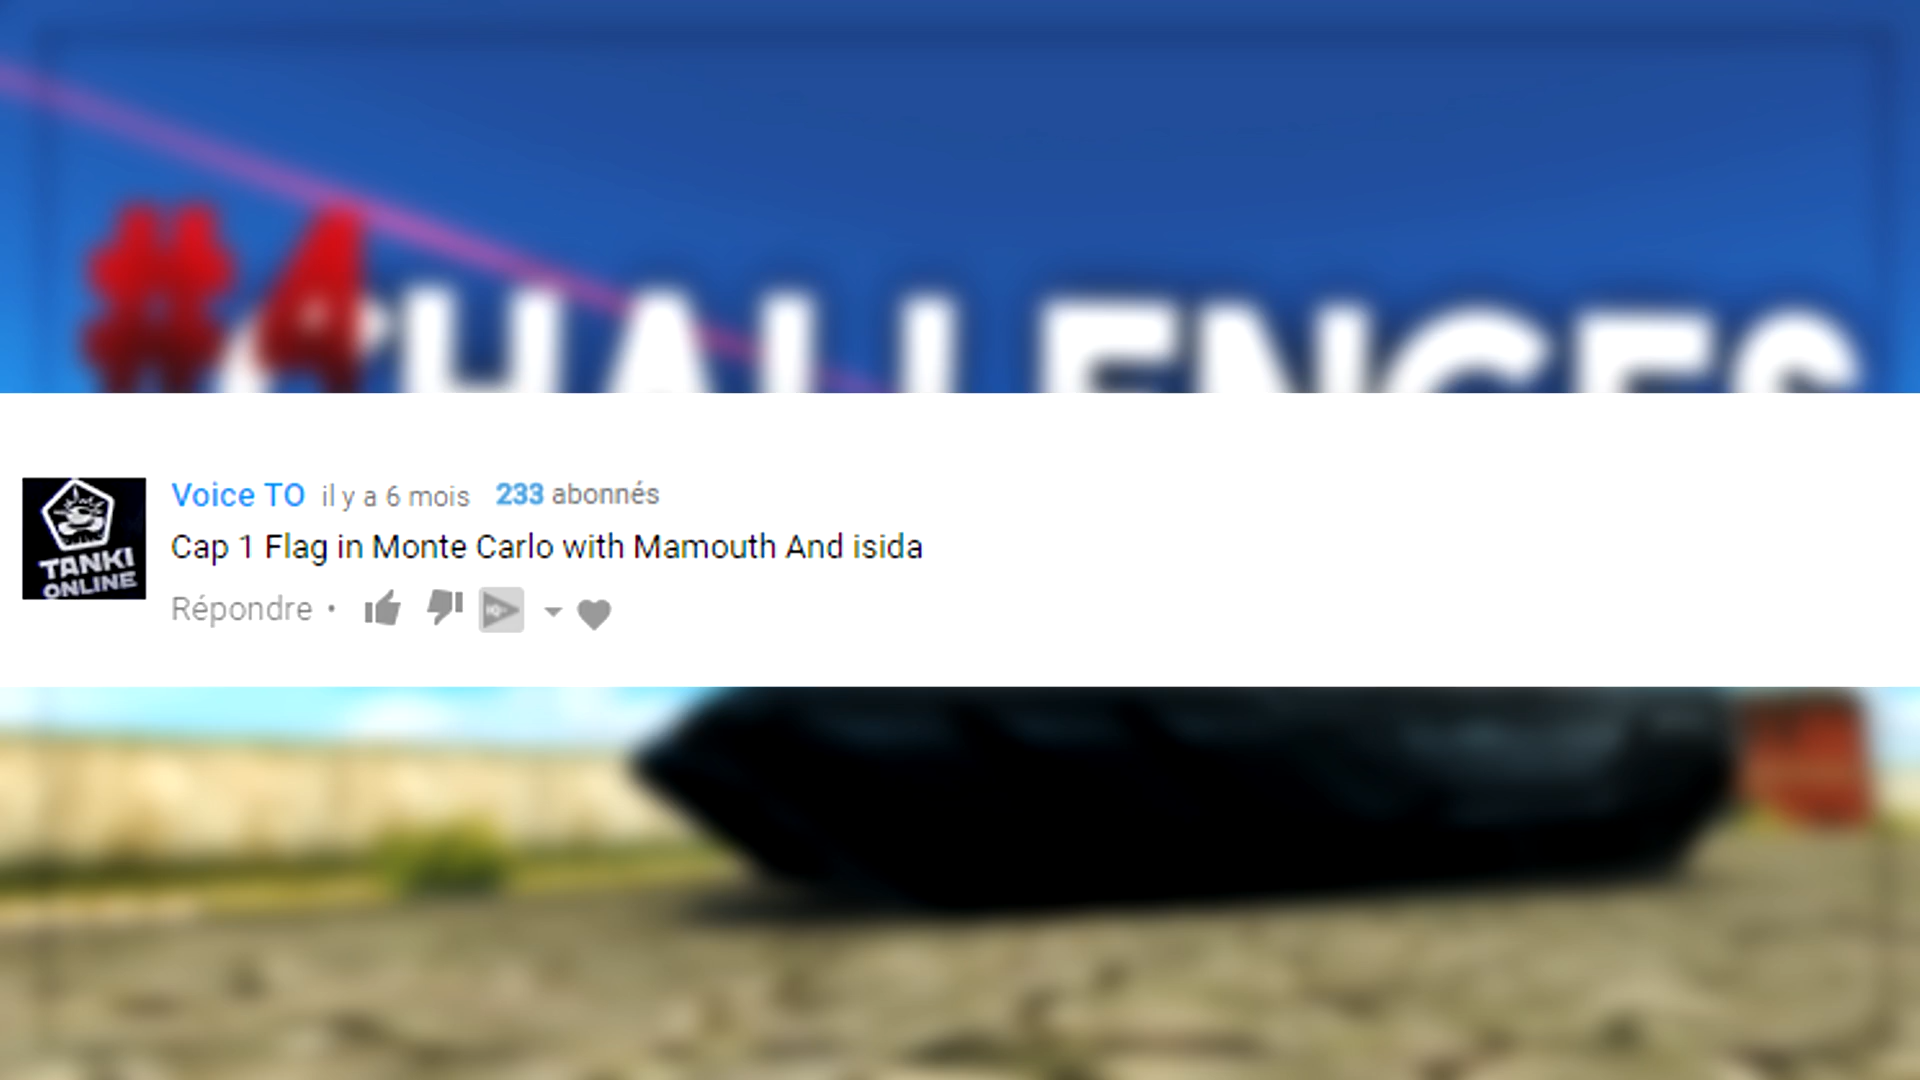 #4
CHALLENGES
Voice TO il y a 6 mois 233 abonnés
Cap 1 Flag in Monte Carlo with Mamouth And isida
Répondre •
TANKI
ONLINE